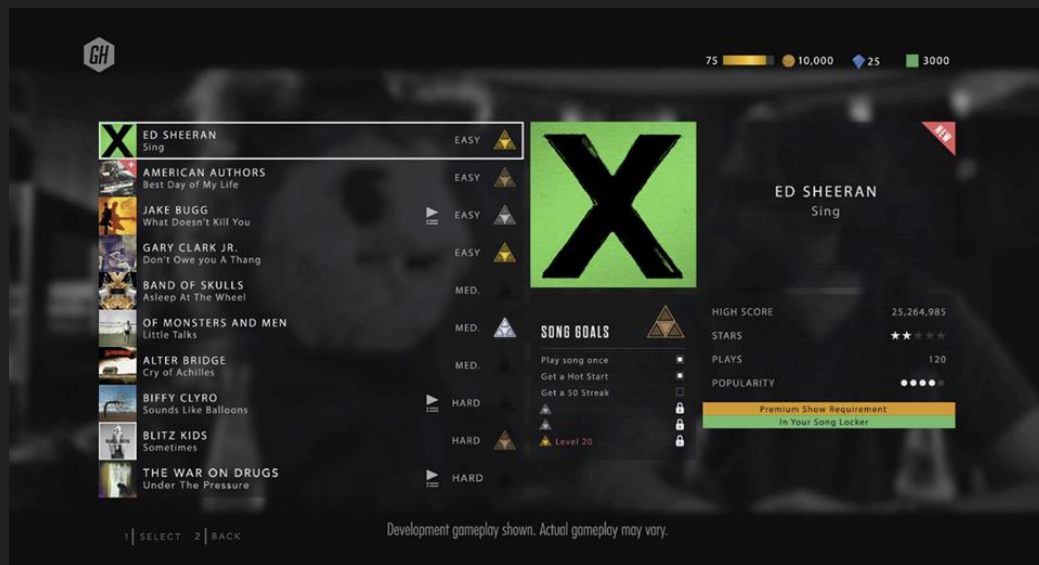 GH
75 10,000 25 3000
ED SHEERAN
Sing
EASY
AMERICAN AUTHORS
Best Day of My Life
EASY
JAKE BUGG
What Doesn't Kill You
EASY
GARY CLARK JR.
Don't Owe you A Thang
EASY
BAND OF SKULLS
Asleep At The Wheel
MED.
OF MONSTERS AND MEN
Little Talks
MED.
ALTER BRIDGE
Cry of Achilles
MED.
BIFFY CLYRO
Sounds Like Balloons
HARD
BLITZ KIDS
Sometimes
HARD
THE WAR ON DRUGS
Under The Pressure
HARD
X
SONG GOALS
Play song once
Get a Hot Start
Get a 50 Streak
Level 20
NEW
ED SHEERAN
Sing
HIGH SCORE 25,264,985
STARS
PLAYS 120
POPULARITY
Premium Show Requirement
In Your Song Locker
1 SELECT 2 BACK
Development gameplay shown. Actual gameplay may vary.